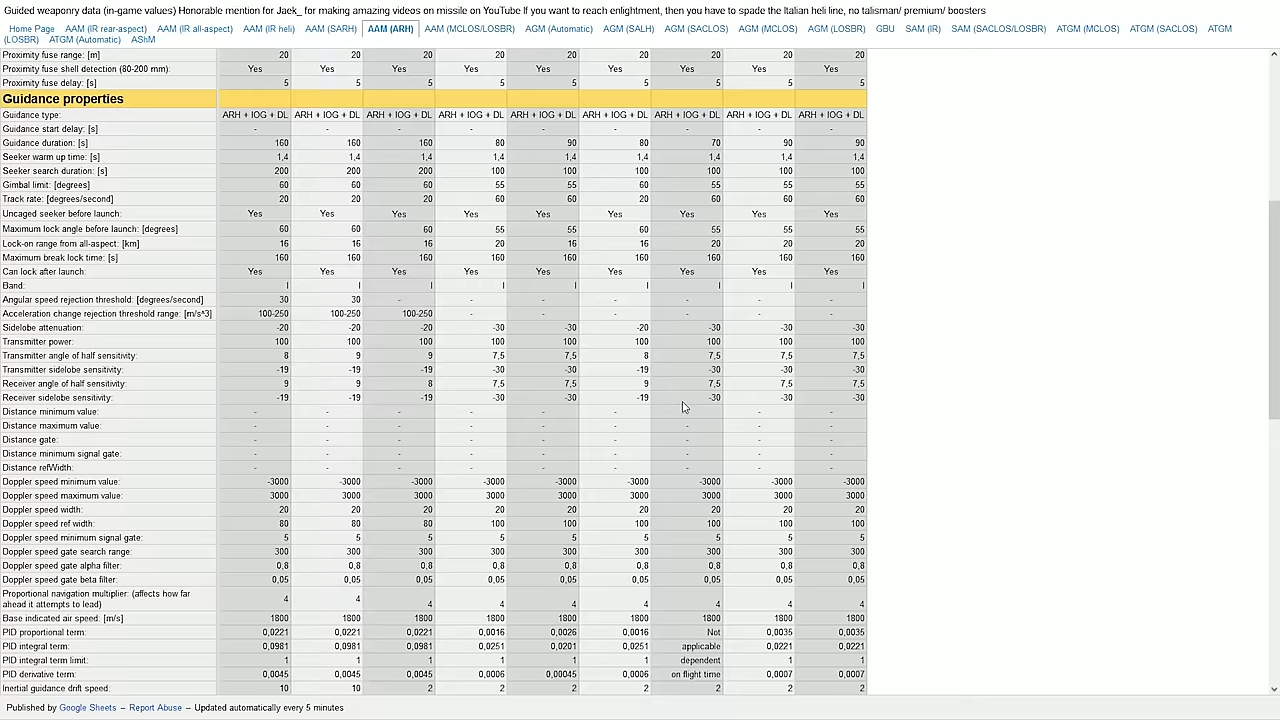 Guided weaponry data (in-game values) Honorable mention for Jaek_ for making amazing videos on missile on YouTube If you want to reach enlightment, then you have to spade the Italian heli line, no talisman/ premium/ boosters
Home Page AAM (IR rear-aspect) AAM (IR all-aspect) AAM (IR heli) AAM (SARH) AAM (ARH) AAM (MCLOS/LOSBR) AGM (Automatic) AGM (SALH) AGM (SACLOS) AGM (MCLOS) AGM (LOSBR) GBU SAM (IR) SAM (SACLOS/LOSBR) ATGM (MCLOS) ATGM (SACLOS) ATGM
(LOSBR) ATGM (Automatic) AShM
Proximity fuse range: [m] 20 20 20 20 20 20 20 20 20
Proximity fuse shell detection (80-200 mm): Yes Yes Yes Yes Yes Yes Yes Yes Yes
Proximity fuse delay: [s] 5 5 5 5 5 5 5 5 5
Guidance properties
Guidance type: ARH + IOG + DL ARH + IOG + DL ARH + IOG + DL ARH + IOG + DL ARH + IOG + DL ARH + IOG + DL ARH + IOG + DL ARH + IOG + DL ARH + IOG + DL
Guidance start delay: [s] - - - - - - - - -
Guidance duration: [s] 160 160 160 80 90 80 70 90 90
Seeker warm up time: [s] 1,4 1,4 1,4 1,4 1,4 1,4 1,4 1,4 1,4
Seeker search duration: [s] 200 200 200 100 100 100 100 100 100
Gimbal limit: [degrees] 60 60 60 55 55 60 55 55 55
Track rate: [degrees/second] 20 20 20 60 60 20 60 60 60
Uncaged seeker before launch: Yes Yes Yes Yes Yes Yes Yes Yes Yes
Maximum lock angle before launch: [degrees] 60 60 60 55 55 60 55 55 55
Lock-on range from all-aspect: [km] 16 16 16 20 16 16 20 20 20
Maximum break lock time: [s] 160 160 160 160 160 160 160 160 160
Can lock after launch: Yes Yes Yes Yes Yes Yes Yes Yes Yes
Band: I I I I I I I I I
Angular speed rejection threshold: [degrees/second] 30 30 - - - - - - -
Acceleration change rejection threshold range: [m/s^3] 100-250 100-250 100-250 - - - - - -
Sidelobe attenuation: -20 -20 -20 -30 -30 -20 -30 -30 -30
Transmitter power: 100 100 100 100 100 100 100 100 100
Transmitter angle of half sensitivity: 8 9 9 7,5 7,5 8 7,5 7,5 7,5
Transmitter sidelobe sensitivity: -19 -19 -19 -30 -30 -19 -30 -30 -30
Receiver angle of half sensitivity: 9 9 8 7,5 7,5 9 7,5 7,5 7,5
Receiver sidelobe sensitivity: -19 -19 -19 -30 -30 -19 -30 -30 -30
Distance minimum value: - - - - - - - - -
Distance maximum value: - - - - - - - - -
Distance gate: - - - - - - - - -
Distance minimum signal gate: - - - - - - - - -
Distance refWidth: - - - - - - - - -
Doppler speed minimum value: -3000 -3000 -3000 -3000 -3000 -3000 -3000 -3000 -3000
Doppler speed maximum value: 3000 3000 3000 3000 3000 3000 3000 3000 3000
Doppler speed width: 20 20 20 20 20 20 20 20 20
Doppler speed ref width: 80 80 80 100 100 100 100 100 100
Doppler speed minimum signal gate: 5 5 5 5 5 5 5 5 5
Doppler speed gate search range: 300 300 300 300 300 300 300 300 300
Doppler speed gate alpha filter: 0,8 0,8 0,8 0,8 0,8 0,8 0,8 0,8 0,8
Doppler speed gate beta filter: 0,05 0,05 0,05 0,05 0,05 0,05 0,05 0,05 0,05
Proportional navigation multiplier: (affects how far
ahead it attempts to lead) 4 4 4 4 4 4 4 4 4
Base indicated air speed: [m/s] 1800 1800 1800 1800 1800 1800 1800 1800 1800
PID proportional term: 0,0221 0,0221 0,0221 0,0016 0,0026 0,0016 Not 0,0035 0,0035
PID integral term: 0,0981 0,0981 0,0981 0,0251 0,0201 0,0251 applicable 0,0221 0,0221
PID integral term limit: 1 1 1 1 1 1 dependent 1 1
PID derivative term: 0,0045 0,0045 0,0045 0,0006 0,00045 0,0006 on flight time 0,0007 0,0007
Inertial guidance drift speed: 10 10 2 2 2 2 2 2 2
Published by Google Sheets – Report Abuse – Updated automatically every 5 minutes